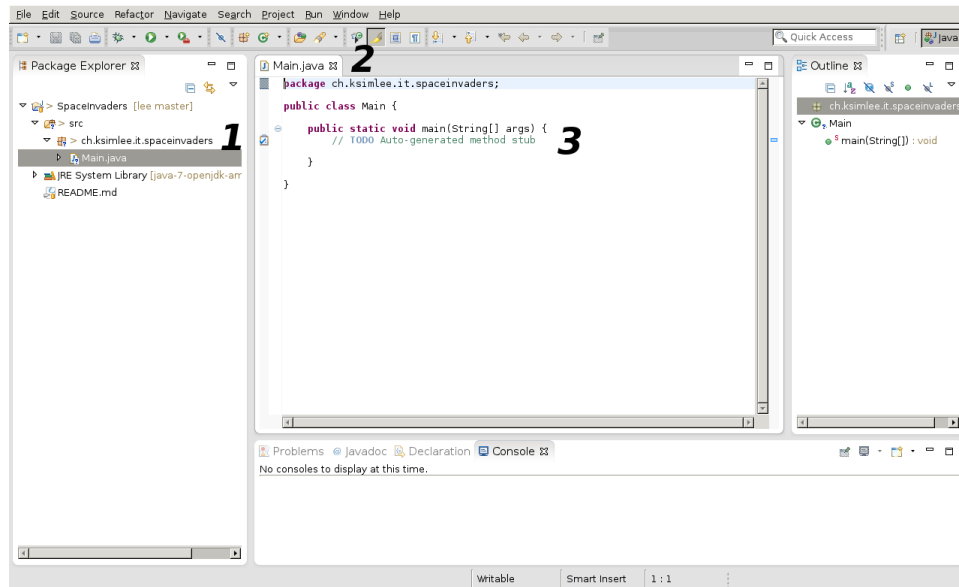 File Edit Source Refactor Navigate Search Project Run Window Help
Quick Access
Java
Package Explorer
> SpaceInvaders [lee master]
> src
> ch.ksimlee.it.spaceinvaders
Main.java
JRE System Library [java-7-openjdk-am
README.md
1
Main.java
2
package ch.ksimlee.it.spaceinvaders;
public class Main {
public static void main(String[] args) {
// TODO Auto-generated method stub
}
}
3
Outline
ch.ksimlee.it.spaceinvaders
Main
S main(String[]) : void
Problems @ Javadoc Declaration Console
No consoles to display at this time.
Writable Smart Insert 1 : 1